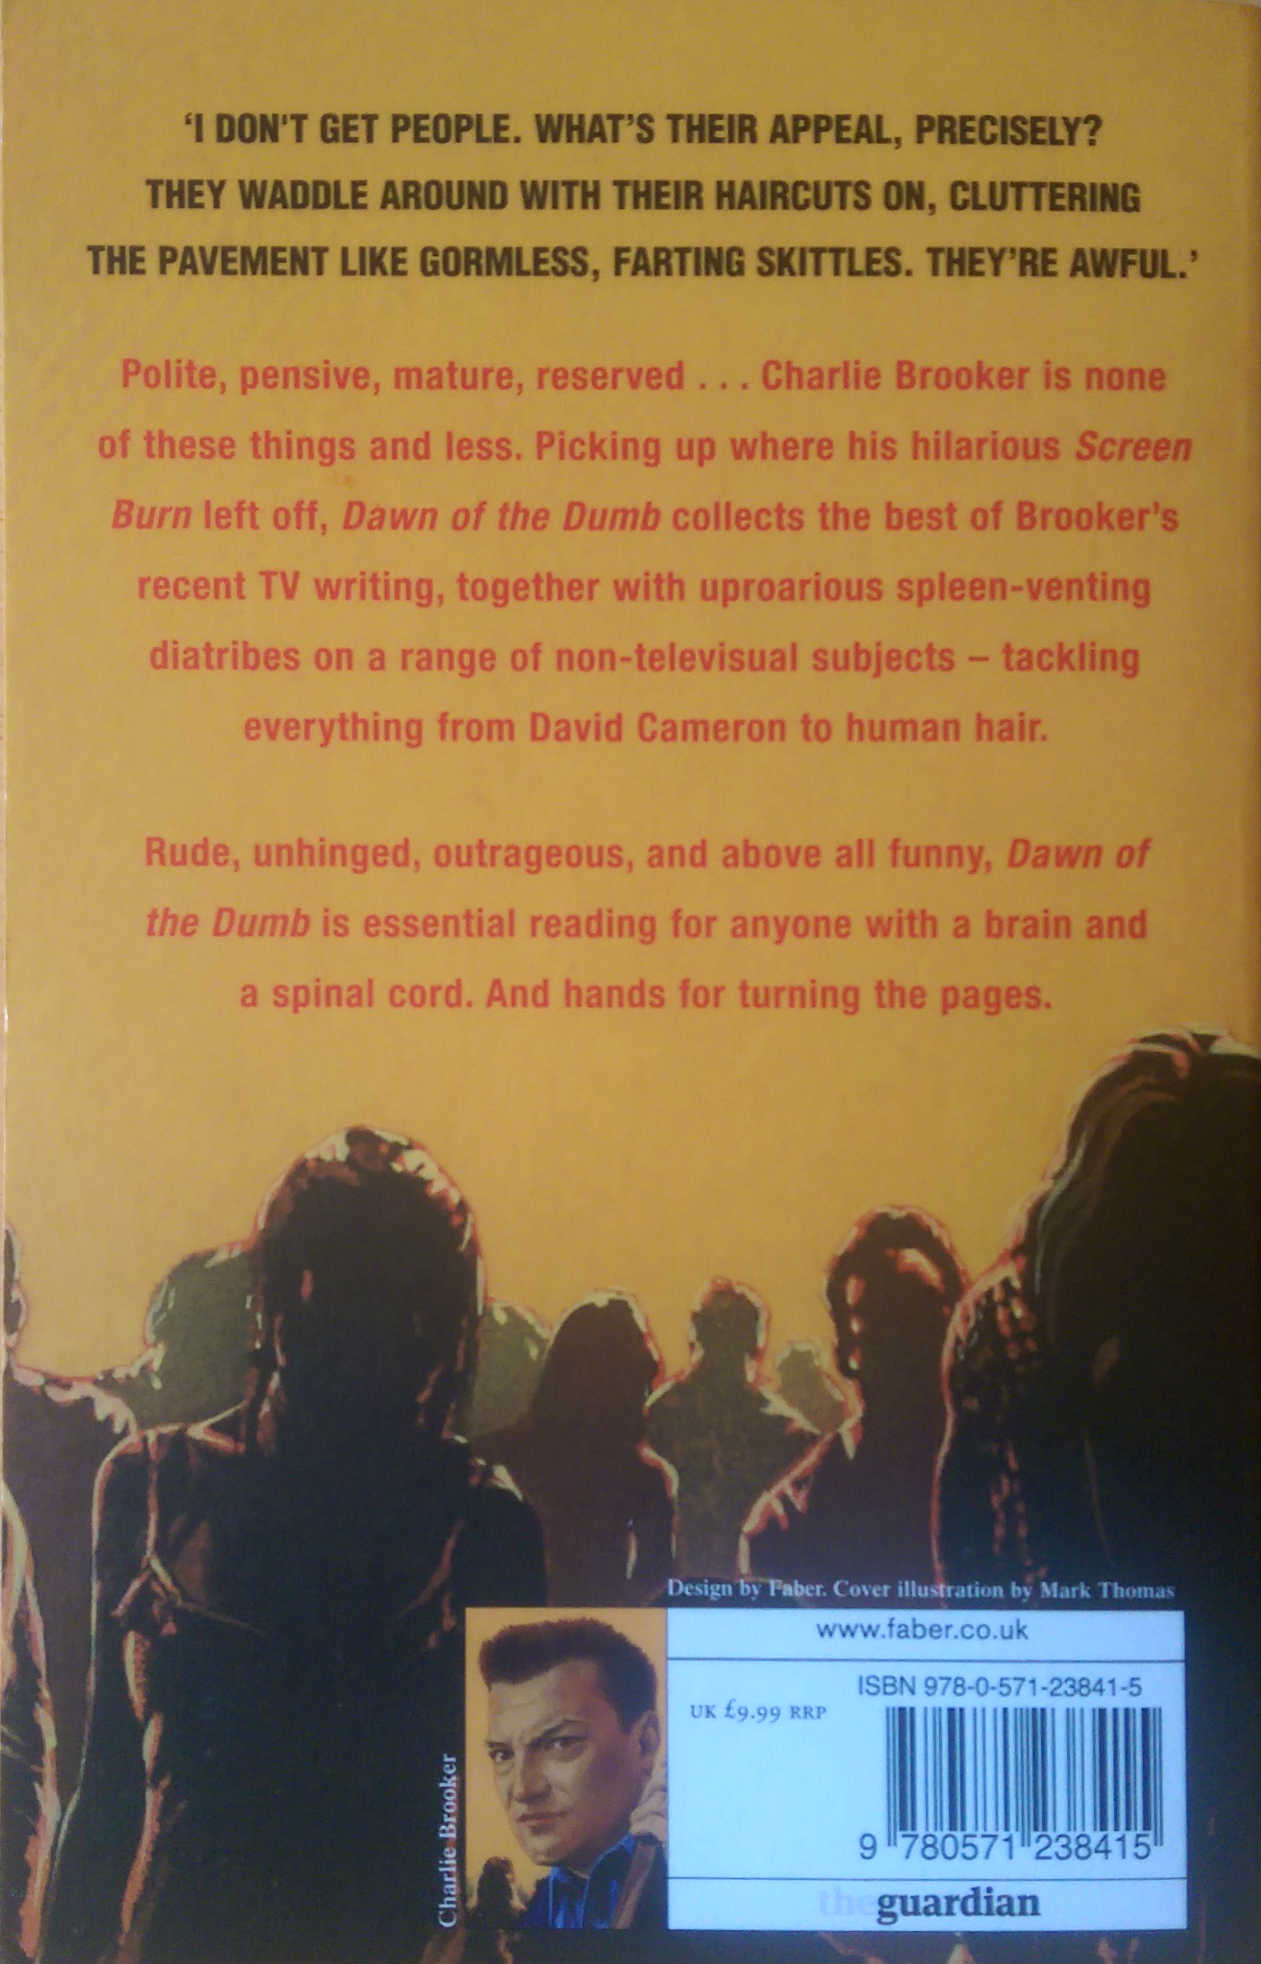 ‘I DON'T GET PEOPLE. WHAT’S THEIR APPEAL, PRECISELY?
THEY WADDLE AROUND WITH THEIR HAIRCUTS ON, CLUTTERING
THE PAVEMENT LIKE GORMLESS, FARTING SKITTLES. THEY’RE AWFUL.’
Polite, pensive, mature, reserved . . . Charlie Brooker is none
of these things and less. Picking up where his hilarious Screen
Burn left off, Dawn of the Dumb collects the best of Brooker’s
recent TV writing, together with uproarious spleen-venting
diatribes on a range of non-televisual subjects – tackling
everything from David Cameron to human hair.
Rude, unhinged, outrageous, and above all funny, Dawn of
the Dumb is essential reading for anyone with a brain and
a spinal cord. And hands for turning the pages.
Design by Faber. Cover illustration by Mark Thomas
Charlie Brooker
www.faber.co.uk
ISBN 978-0-571-23841-5
UK £9.99 RRP
9 780571 238415
theguardian